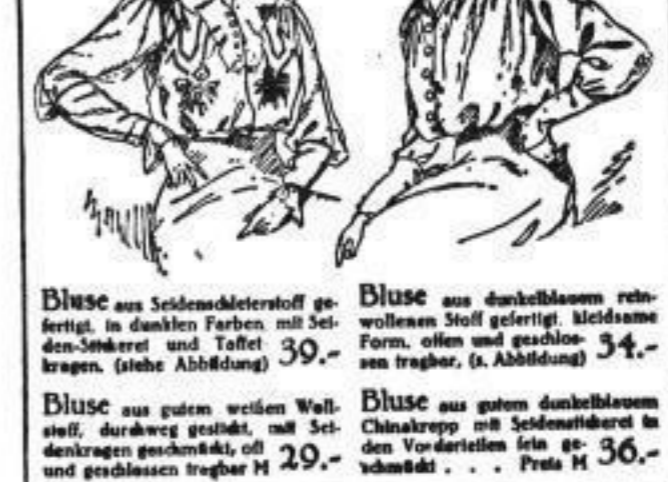 Bluse aus Seidenschleierstoff ge-
fertigt, in dunklen Farben mit Sei-
den-Stickerei und Taffet
kragen. (siehe Abbildung) 39.-
Bluse aus gutem weißen Woll-
stoff, durchweg gestickt, mit Sei-
denkragen geschmückt, off
und geschlossen tragbar M 29.-
Bluse aus dunkelblauem rein-
wollenen Stoff gefertigt, kleidsame
Form, offen und geschlos-
sen tragbar, (s. Abbildung) 34.-
Bluse aus gutem dunkelblauem
Chinakrepp mit Seidenstickerei in
den Vorderteilen fein ge-
schmückt . . . Preis M 36.-